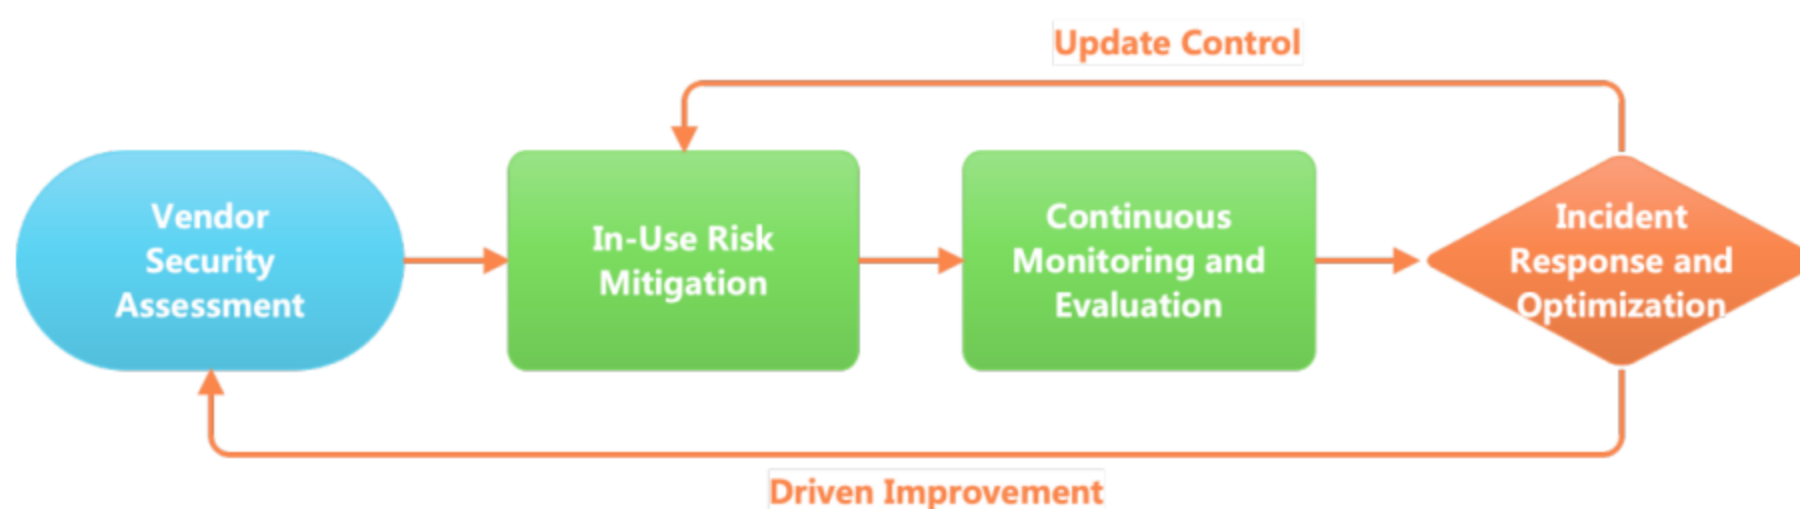 Update Control
Vendor
Security
Assessment
In-Use Risk
Mitigation
Continuous
Monitoring and
Evaluation
Incident
Response and
Optimization
Driven Improvement